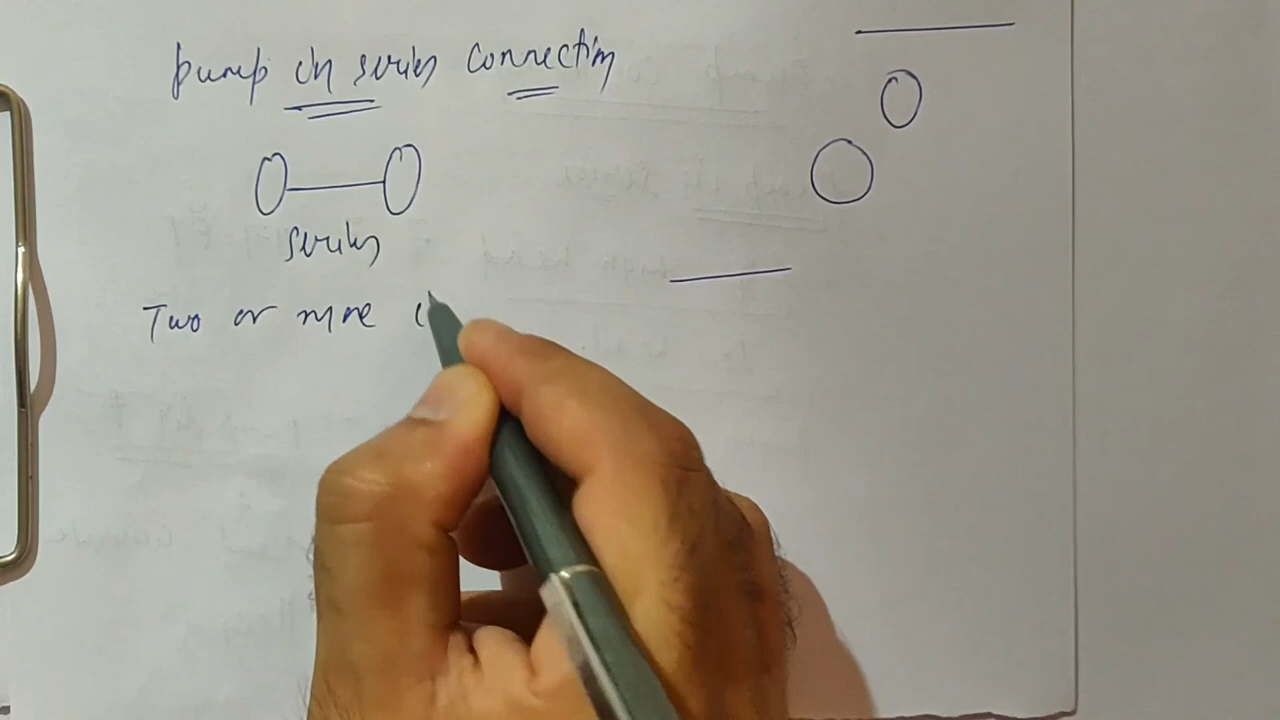 pump in series connection
series
Two or more